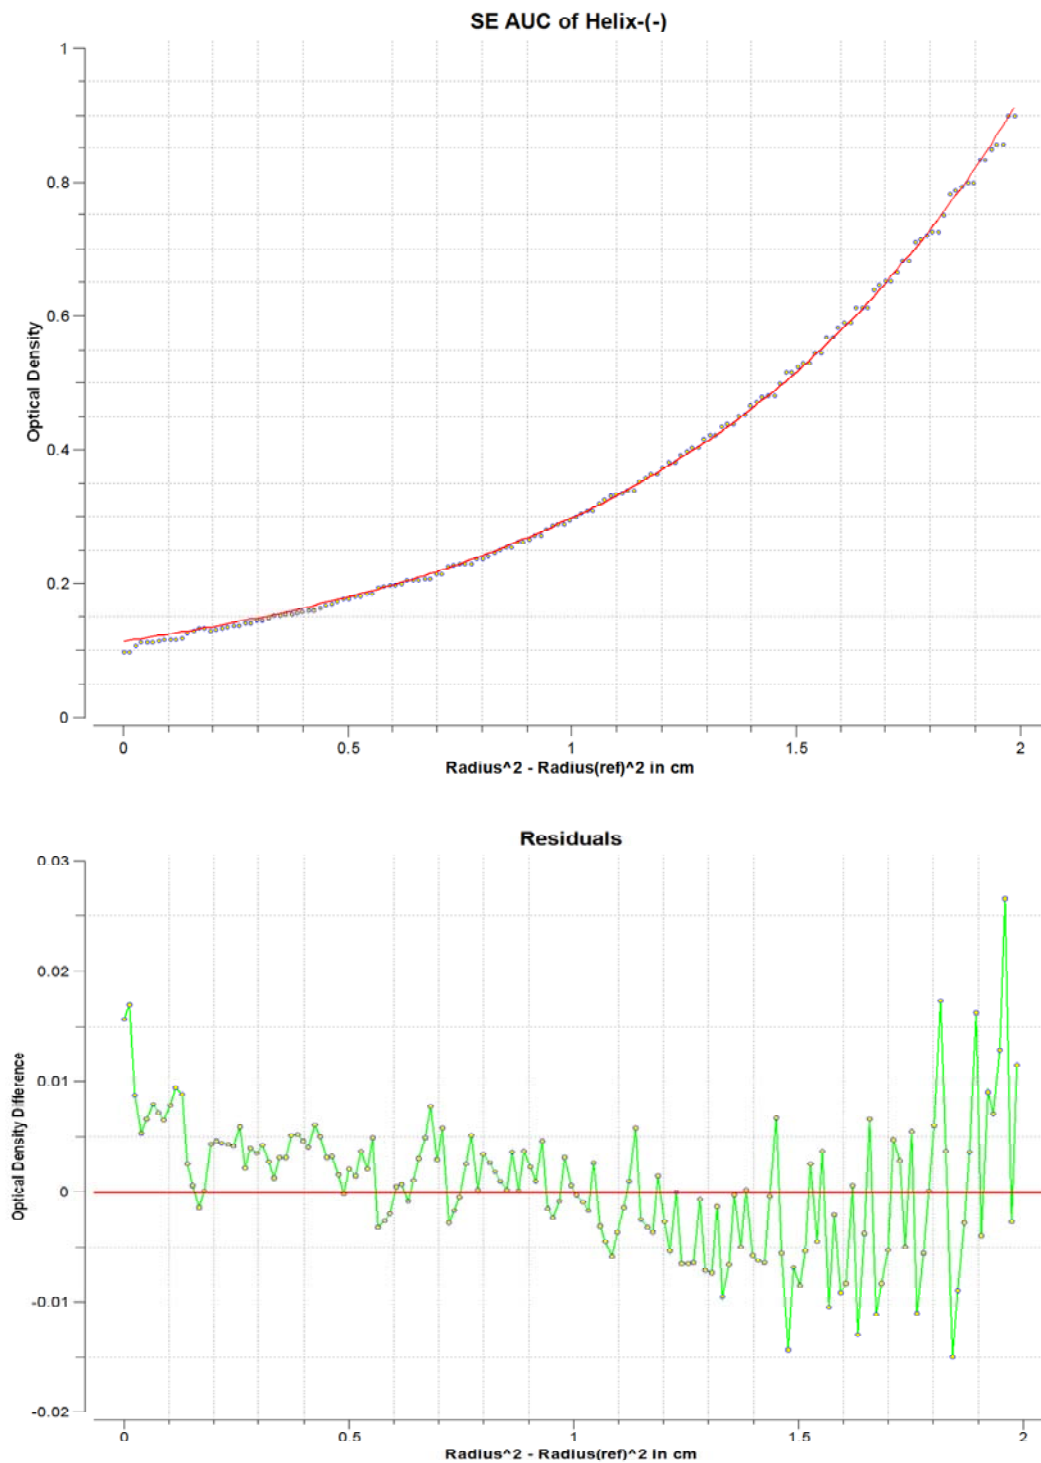 SE AUC of Helix-(-)
1
0.8
0.6
0.4
0.2
0
Optical Density
0 0.5 1 1.5 2
Radius^2 - Radius(ref)^2 in cm
Residuals
0.03
0.02
0.01
0
-0.01
-0.02
Optical Density Difference
0 0.5 1 1.5 2
Radius^2 - Radius(ref)^2 in cm